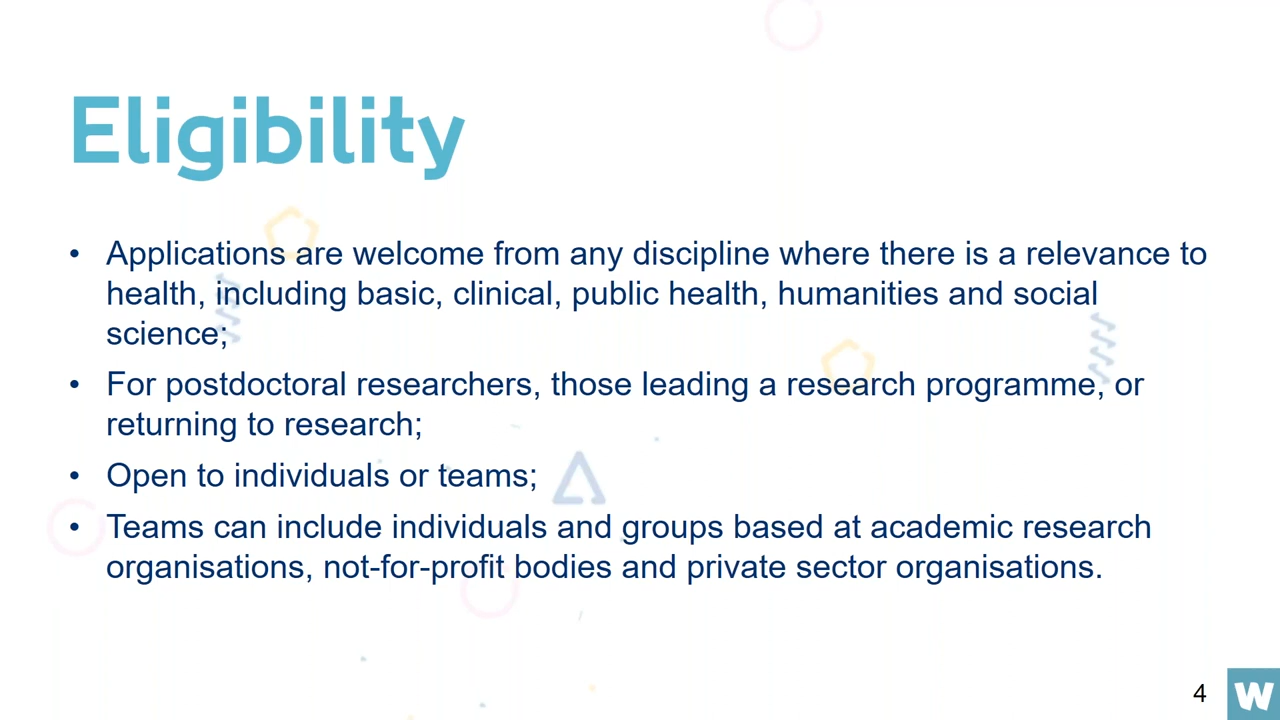 Eligibility
• Applications are welcome from any discipline where there is a relevance to
health, including basic, clinical, public health, humanities and social
science;
• For postdoctoral researchers, those leading a research programme, or
returning to research;
• Open to individuals or teams;
• Teams can include individuals and groups based at academic research
organisations, not-for-profit bodies and private sector organisations.
4
W